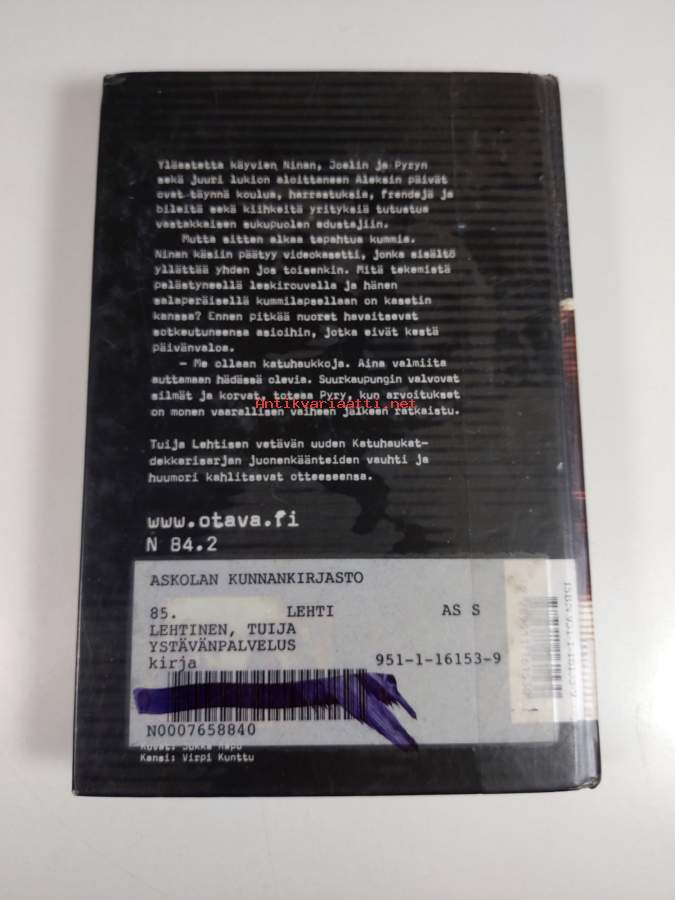 Yläastetta käyvien Ninan, Joelin ja Pyryn
sekä juuri lukion aloittaneen Aleksin päivät
ovat täynnä koulua, harrastuksia, frendejä ja
bileitä sekä kiihkeitä yrityksiä tutustua
vastakkaisen sukupuolen edustajiin.
Mutta sitten alkaa tapahtua kummia.
Ninan käsiin päätyy videokasetti, jonka sisältö
yllättää yhden jos toisenkin. Mitä tekemistä
pelästyneellä leskirouvalla ja hänen
salaperäisellä kummilapsellaan on kasetin
kanssa? Ennen pitkää nuoret havaitsevat
sotkeutuneensa asioihin, jotka eivät kestä
päivänvaloa.
– Me ollaan katuhaukkoja. Aina valmiita
auttamaan hädässä olevia. Suurkaupungin valvovat
silmät ja korvat, totesa Pyry, kun arvoitukset
on monen vaarallisen vaiheen jälkeen ratkaistu.
Antikvariaatti.net
Tuija Lehtisen vetävän uuden Katuhaukat-
dekkarisarjan juonenkäänteiden vauhti ja
huumori kahlitsevat otteeseensa.
www.otava.fi
N 84.2
ASKOLAN KUNNANKIRJASTO
85. LEHTI AS S
LEHTINEN, TUIJA
YSTÄVÄNPALVELUS
kirja 951-1-16153-9
N0007658840
Kuvat: Jukka
Kansi: Virpi Kunttu